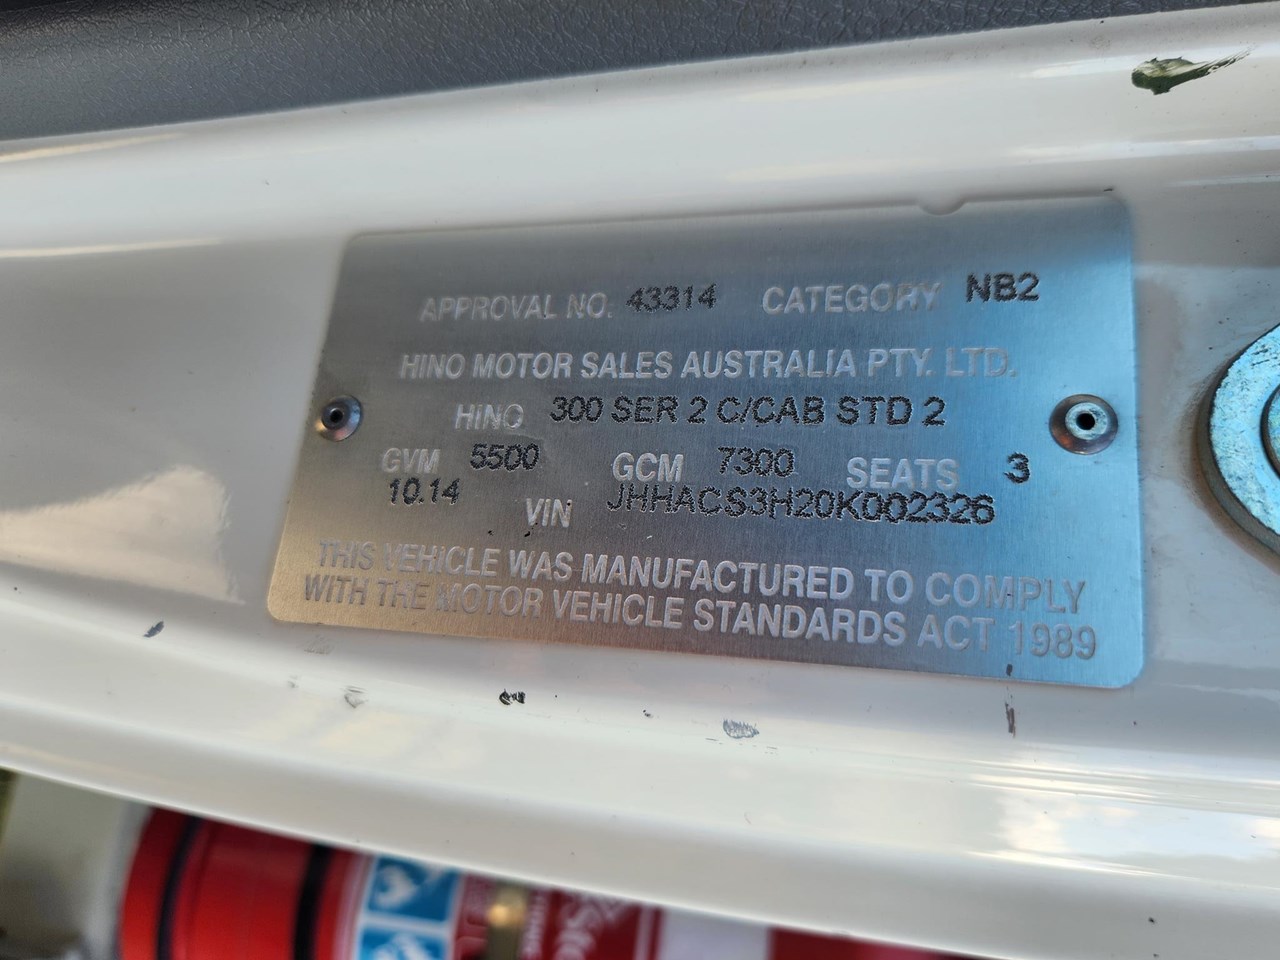 APPROVAL NO. 43314 CATEGORY NB2
HINO MOTOR SALES AUSTRALIA PTY. LTD.
HINO 300 SER 2 C/CAB STD 2
GVM 5500 GCM 7300 SEATS 3
10.14 VIN JHHACS3H20K002326
THIS VEHICLE WAS MANUFACTURED TO COMPLY
WITH THE MOTOR VEHICLE STANDARDS ACT 1989